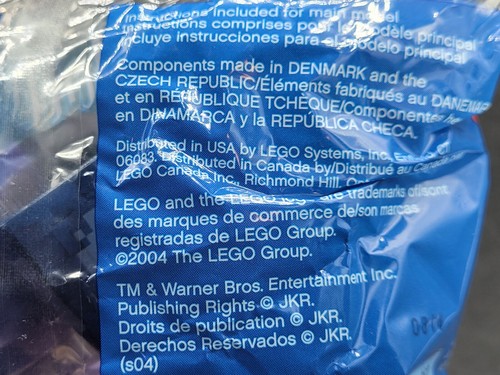 Instructions included for main model
Instructions comprises pour le modèle principal
Incluye instrucciones para el modelo principal
Components made in DENMARK and the
CZECH REPUBLIC/Éléments fabriqués au DANEMARK
et en RÉPUBLIQUE TCHÈQUE/Componentes
en DINAMARCA y la REPÚBLICA CHECA.
Distributed in USA by LEGO Systems, Inc.
06083. Distributed in Canada by/Distribué au Canada
LEGO Canada Inc., Richmond Hill,
LEGO and the LEGO are trademarks of/sont
des marques de commerce de/son marcas
registradas de LEGO Group.
©2004 The LEGO Group.
TM & Warner Bros. Entertainment Inc.
Publishing Rights © JKR.
Droits de publication © JKR.
Derechos Reservados © JKR.
(s04)